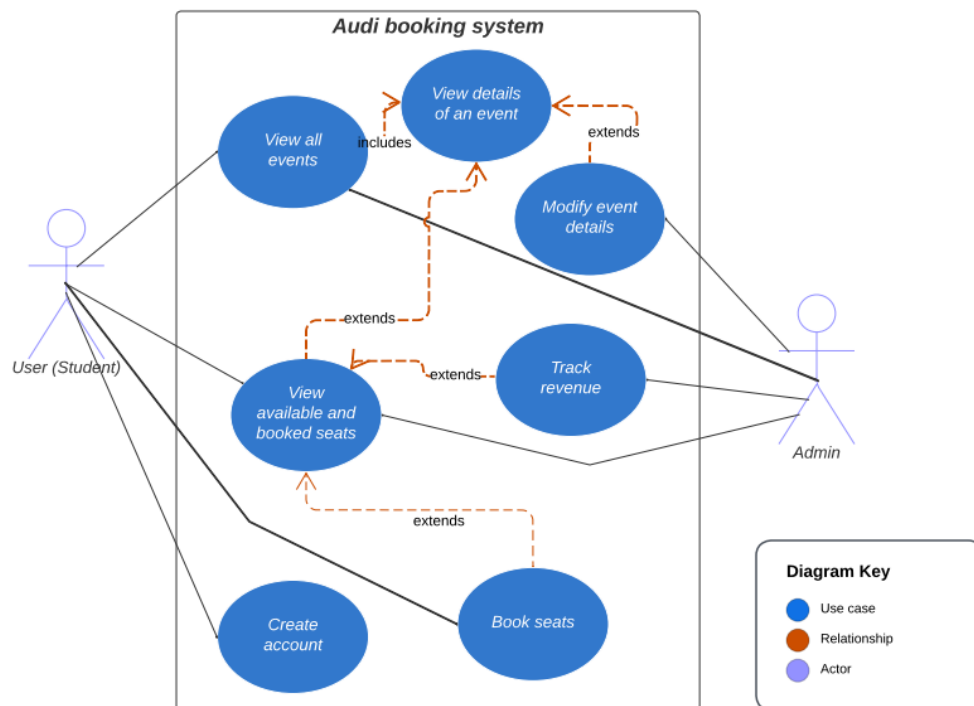 Audi booking system
View details
of an event
View all
events
includes
extends
Modify event
details
User (Student)
extends
extends
Track
revenue
View
available and
booked seats
Admin
extends
Create
account
Book seats
Diagram Key
Use case
Relationship
Actor